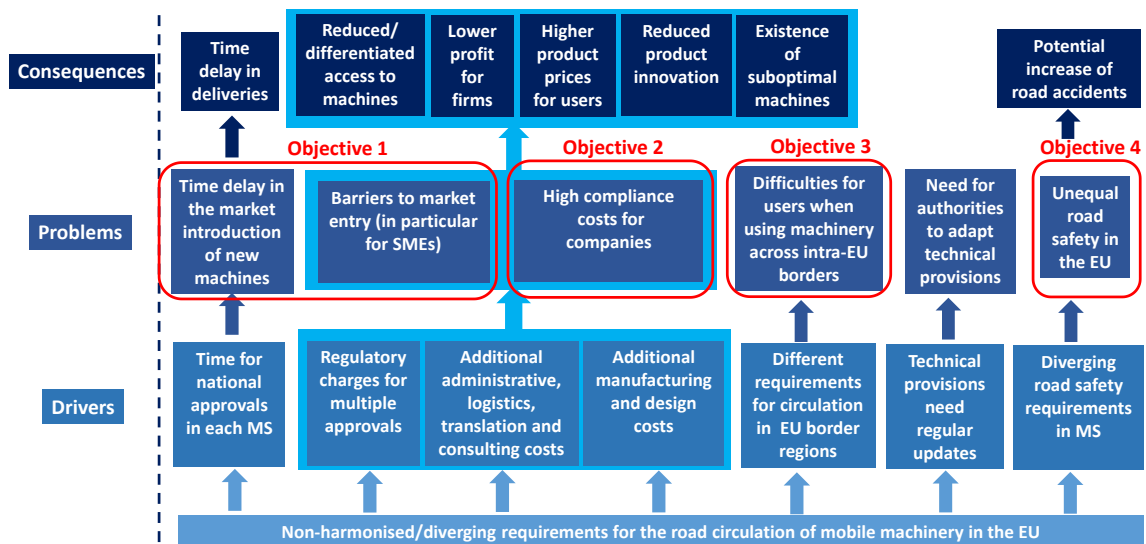 Consequences
Time
delay in
deliveries
Reduced/
differentiated
access to
machines
Lower
profit
for
firms
Higher
product
prices
for users
Reduced
product
innovation
Existence
of
suboptimal
machines
Potential
increase of
road accidents
Objective 1
Objective 2
Objective 3
Objective 4
Problems
Time delay in
the market
introduction
of new
machines
Barriers to market
entry (in particular
for SMEs)
High compliance
costs for
companies
Difficulties for
users when
using machinery
across intra-EU
borders
Need for
authorities
to adapt
technical
provisions
Unequal
road
safety in
the EU
Drivers
Time for
national
approvals
in each MS
Regulatory
charges for
multiple
approvals
Additional
administrative,
logistics,
translation and
consulting costs
Additional
manufacturing
and design
costs
Different
requirements
for circulation
in EU border
regions
Technical
provisions
need
regular
updates
Diverging
road safety
requirements
in MS
Non-harmonised/diverging requirements for the road circulation of mobile machinery in the EU